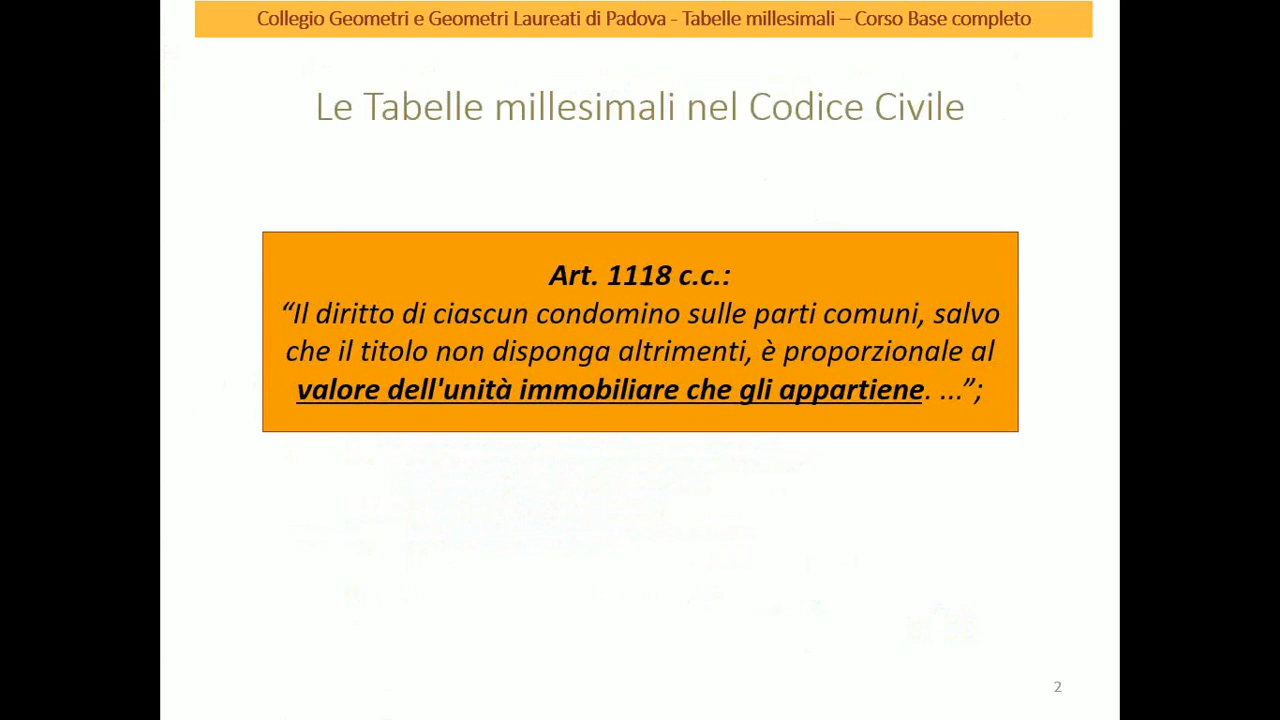 Collegio Geometri e Geometri Laureati di Padova - Tabelle millesimali – Corso Base completo
Le Tabelle millesimali nel Codice Civile
Art. 1118 c.c.:
“Il diritto di ciascun condomino sulle parti comuni, salvo
che il titolo non disponga altrimenti, è proporzionale al
valore dell'unità immobiliare che gli appartiene. ...”;
2